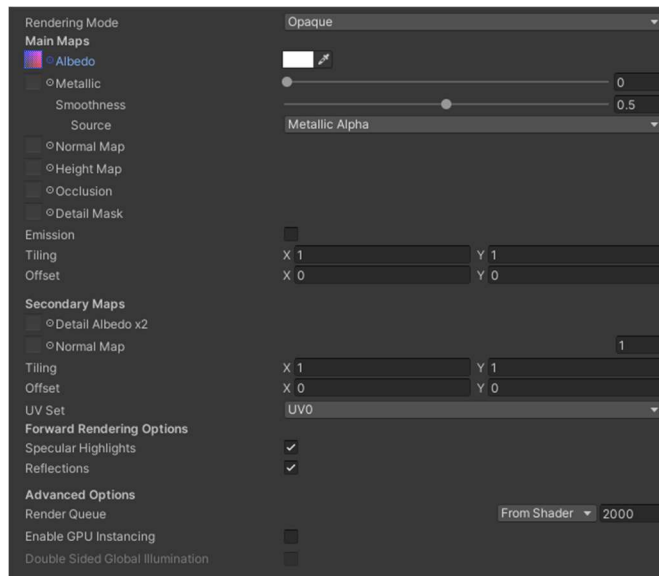 Rendering Mode Opaque
Main Maps
Albedo
Metallic 0
Smoothness 0.5
Source Metallic Alpha
Normal Map
Height Map
Occlusion
Detail Mask
Emission
Tiling X 1 Y 1
Offset X 0 Y 0
Secondary Maps
Detail Albedo x2
Normal Map 1
Tiling X 1 Y 1
Offset X 0 Y 0
UV Set UV0
Forward Rendering Options
Specular Highlights
Reflections
Advanced Options
Render Queue From Shader 2000
Enable GPU Instancing
Double Sided Global Illumination